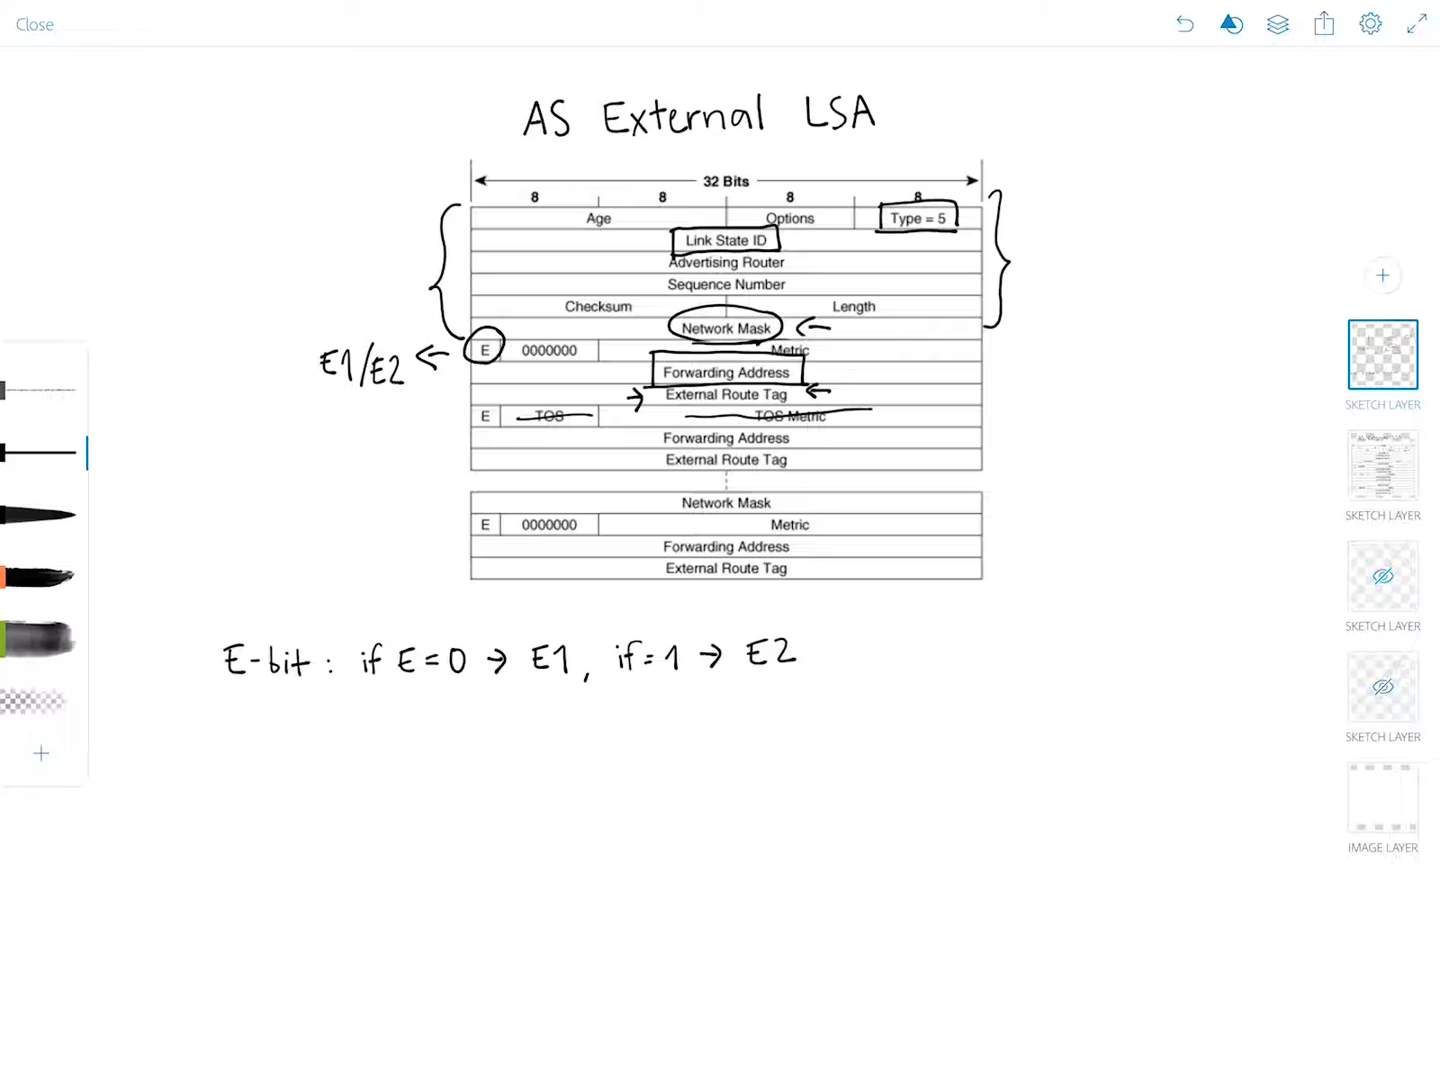 Close
AS External LSA
32 Bits
8 8 8 8
Age Options Type = 5
Link State ID
Advertising Router
Sequence Number
Checksum Length
Network Mask
E1/E2 ← E 0000000 Metric
Forwarding Address
External Route Tag
E TOS TOS Metric
Forwarding Address
External Route Tag
Network Mask
E 0000000 Metric
Forwarding Address
External Route Tag
E-bit : if E = 0 → E1, if = 1 → E2
SKETCH LAYER
SKETCH LAYER
SKETCH LAYER
SKETCH LAYER
IMAGE LAYER